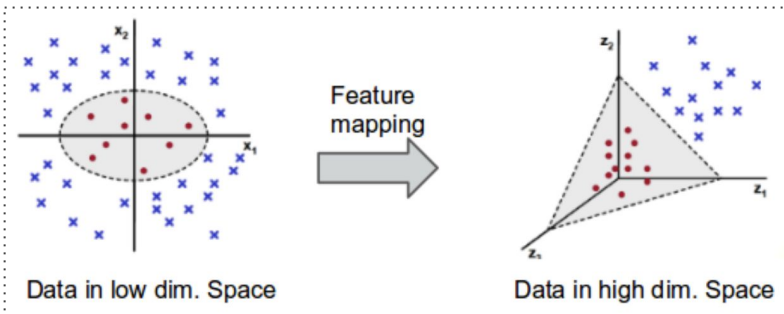 x₂
x₁
Feature
mapping
z₂
z₁
z₃
Data in low dim. Space
Data in high dim. Space